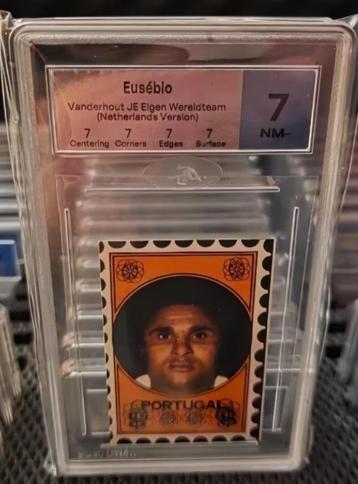 Eusébio
Vanderhout JE Eigen Wereldteam
(Netherlands Version)
7 7 7 7
Centering Corners Edges Surface
7
NM-
PORTUGAL